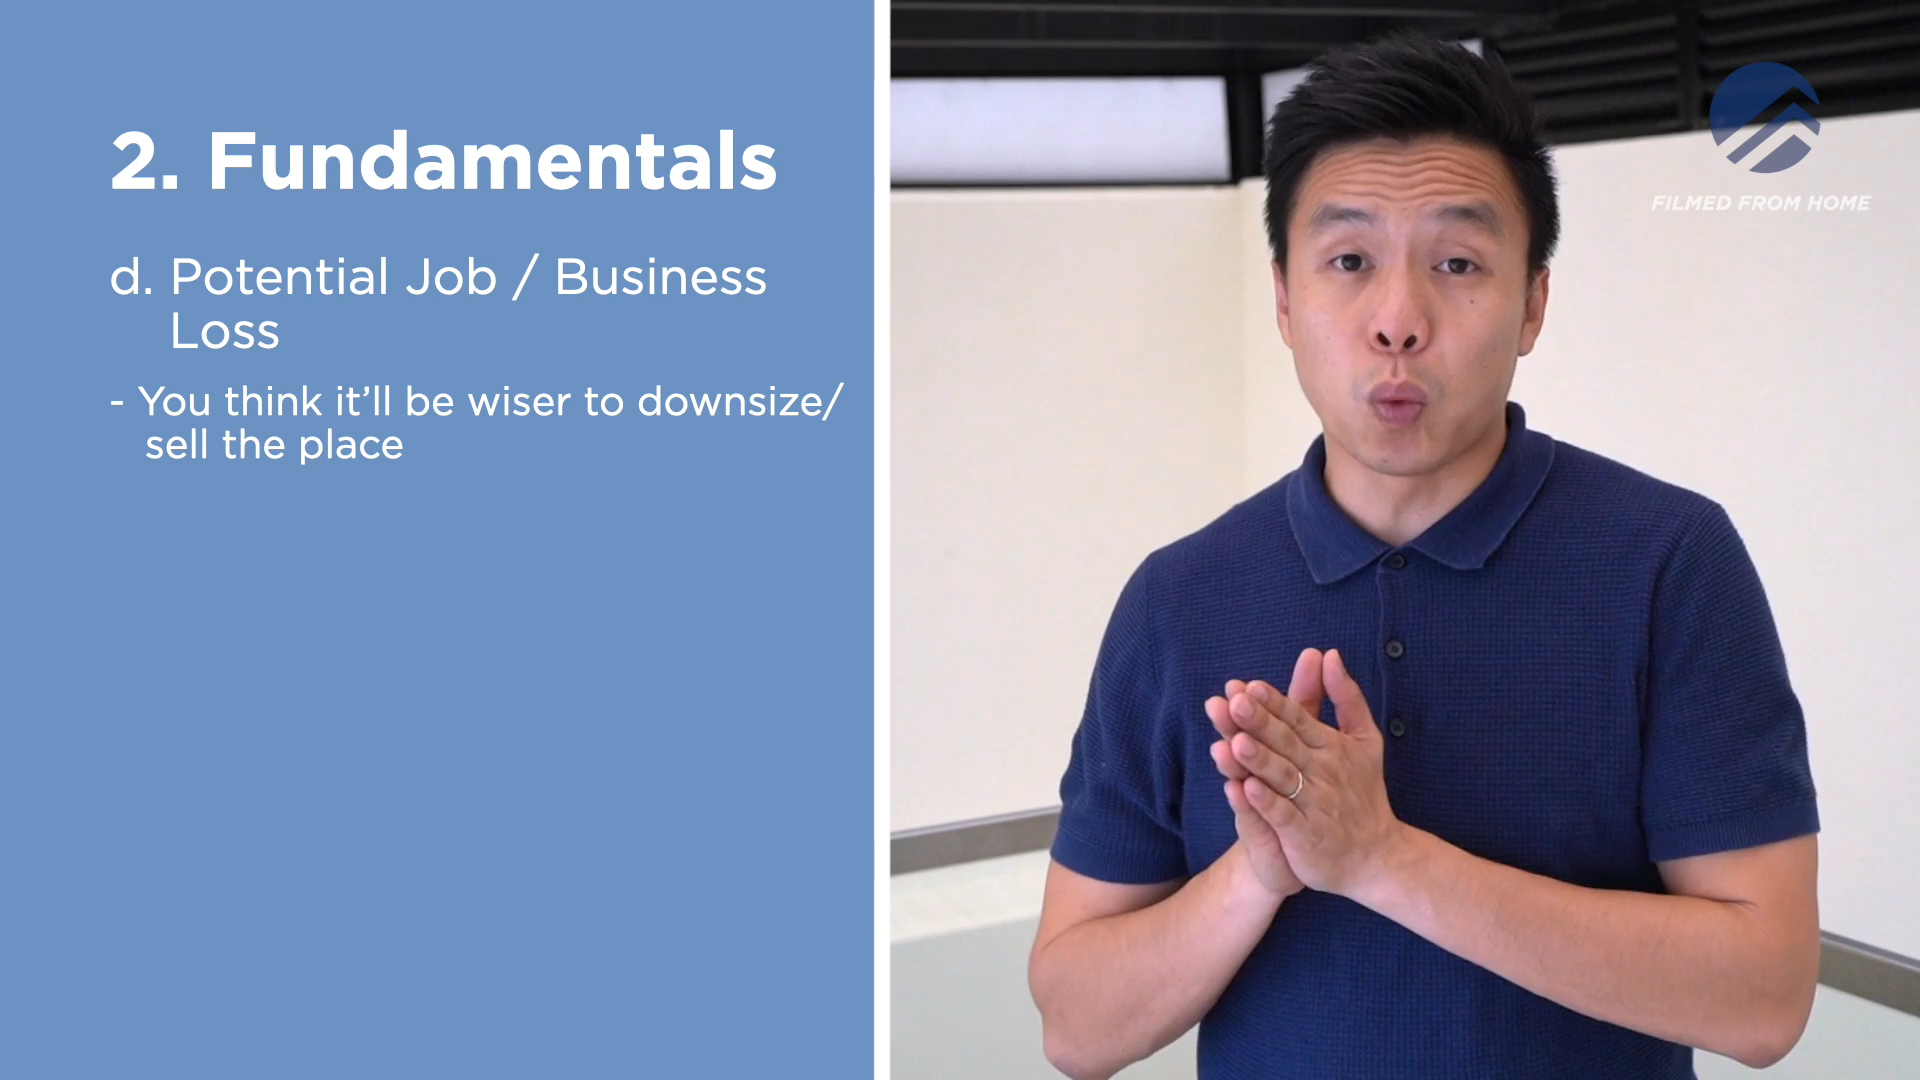 2. Fundamentals
d. Potential Job / Business
Loss
- You think it’ll be wiser to downsize/
sell the place
FILMED FROM HOME